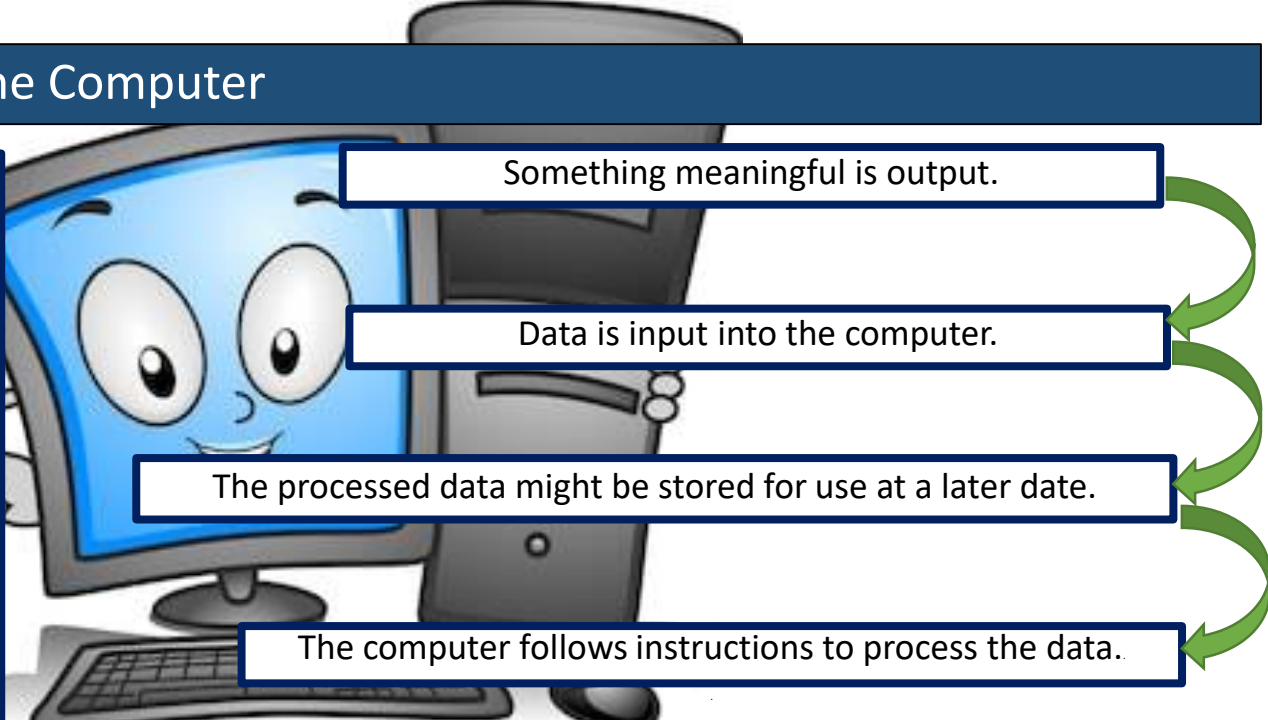 ne Computer
Something meaningful is output.
Data is input into the computer.
The processed data might be stored for use at a later date.
The computer follows instructions to process the data.